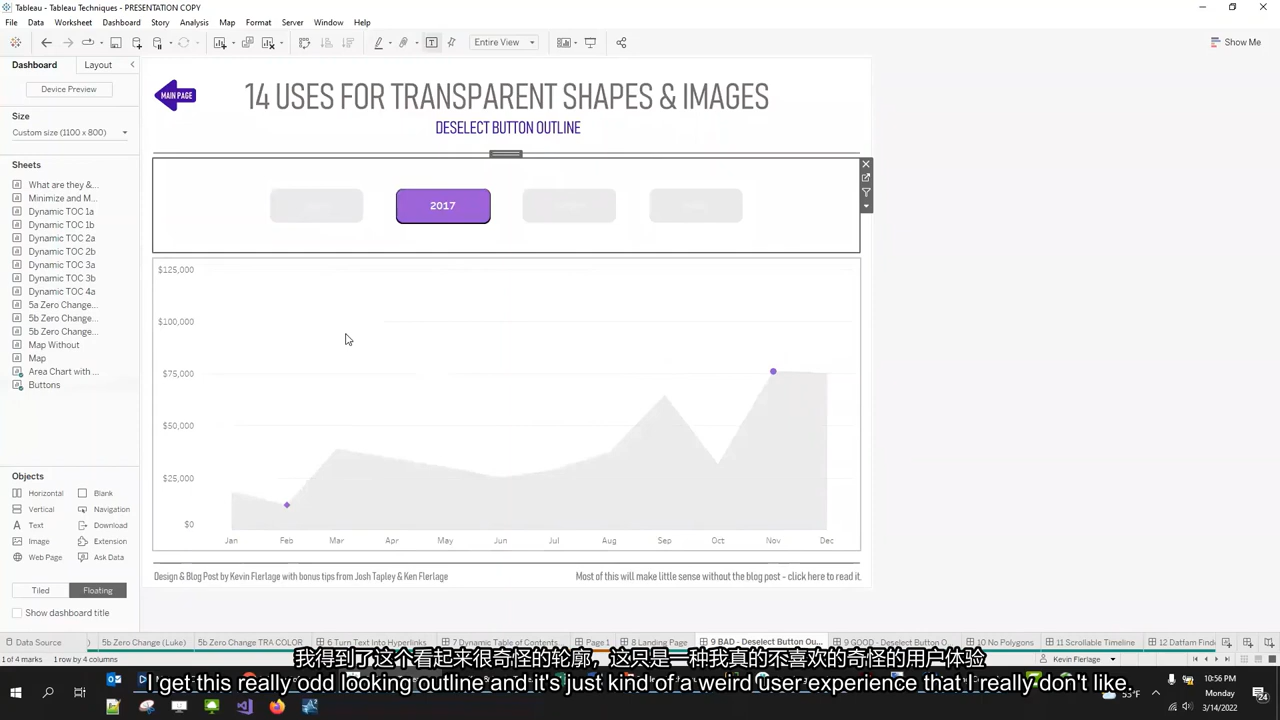 Tableau - Tableau Techniques - PRESENTATION COPY
File Data Worksheet Dashboard Story Analysis Map Format Server Window Help
Entire View
Show Me
Dashboard Layout
Device Preview
Size
Custom size (1100 x 800)
Sheets
What are they &...
Minimize and M...
Dynamic TOC 1a
Dynamic TOC 1b
Dynamic TOC 2a
Dynamic TOC 2b
Dynamic TOC 3a
Dynamic TOC 3b
Dynamic TOC 4a
5a Zero Change...
5b Zero Change...
5b Zero Change...
Map Without
Map
Area Chart with ...
Buttons
Objects
Horizontal Blank
Vertical Navigation
Text Download
Image Extension
Web Page Ask Data
Tiled Floating
Show dashboard title
MAIN PAGE
14 USES FOR TRANSPARENT SHAPES & IMAGES
DESELECT BUTTON OUTLINE
2017
$125,000
$100,000
$75,000
$50,000
$25,000
$0
Jan Feb Mar Apr May Jun Jul Aug Sep Oct Nov Dec
Design & Blog Post by Kevin Flerlage with bonus tips from Josh Tapley & Ken Flerlage
Most of this will make little sense without the blog post - click here to read it.
Data Source 5b Zero Change (Luke) 5b Zero Change TRA COLOR 6 Turn Text Into Hyperlinks 7 Dynamic Table of Contents Page 1 8 Landing Page 9 BAD - Deselect Button Ou... 9 GOOD - Deselect Button O... 10 No Polygons 11 Scrollable Timeline 12 Datfam Findi
1 of 4 marks 1 row by 4 columns
Kevin Flerlage
我得到了这个看起来很奇怪的轮廓，这只是一种我真的不喜欢的奇怪的用户体验
I get this really odd looking outline and it's just kind of a weird user experience that I really don't like.
10:56 PM
Monday
3/14/2022
24